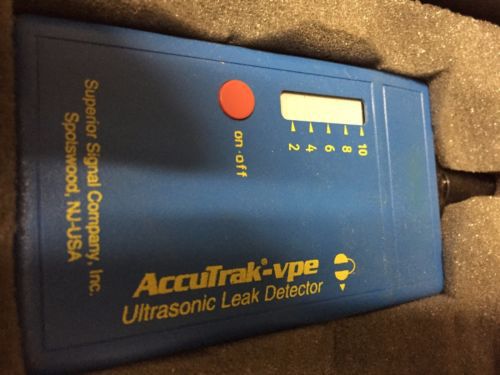 10
8
6
4
2
on·off
AccuTrak®-vpe
Ultrasonic Leak Detector
Superior Signal Company, Inc.
Spotswood, NJ-USA